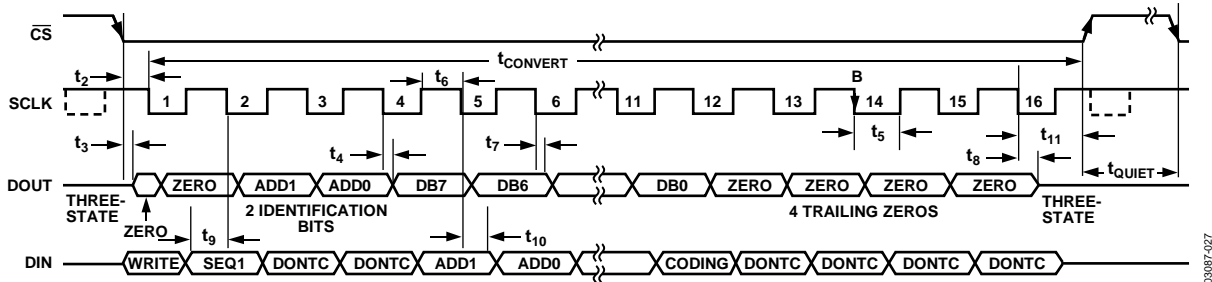 CS
tCONVERT
t2
t6
B
SCLK
1 2 3 4 5 6 11 12 13 14 15 16
t3
t4
t7
t5
t8
t11
tQUIET
DOUT
ZERO ADD1 ADD0 DB7 DB6 DB0 ZERO ZERO ZERO ZERO
THREE-
STATE
ZERO
2 IDENTIFICATION
BITS
4 TRAILING ZEROS
THREE-
STATE
t9
t10
DIN
WRITE SEQ1 DONTC DONTC ADD1 ADD0 CODING DONTC DONTC DONTC DONTC
03087-027